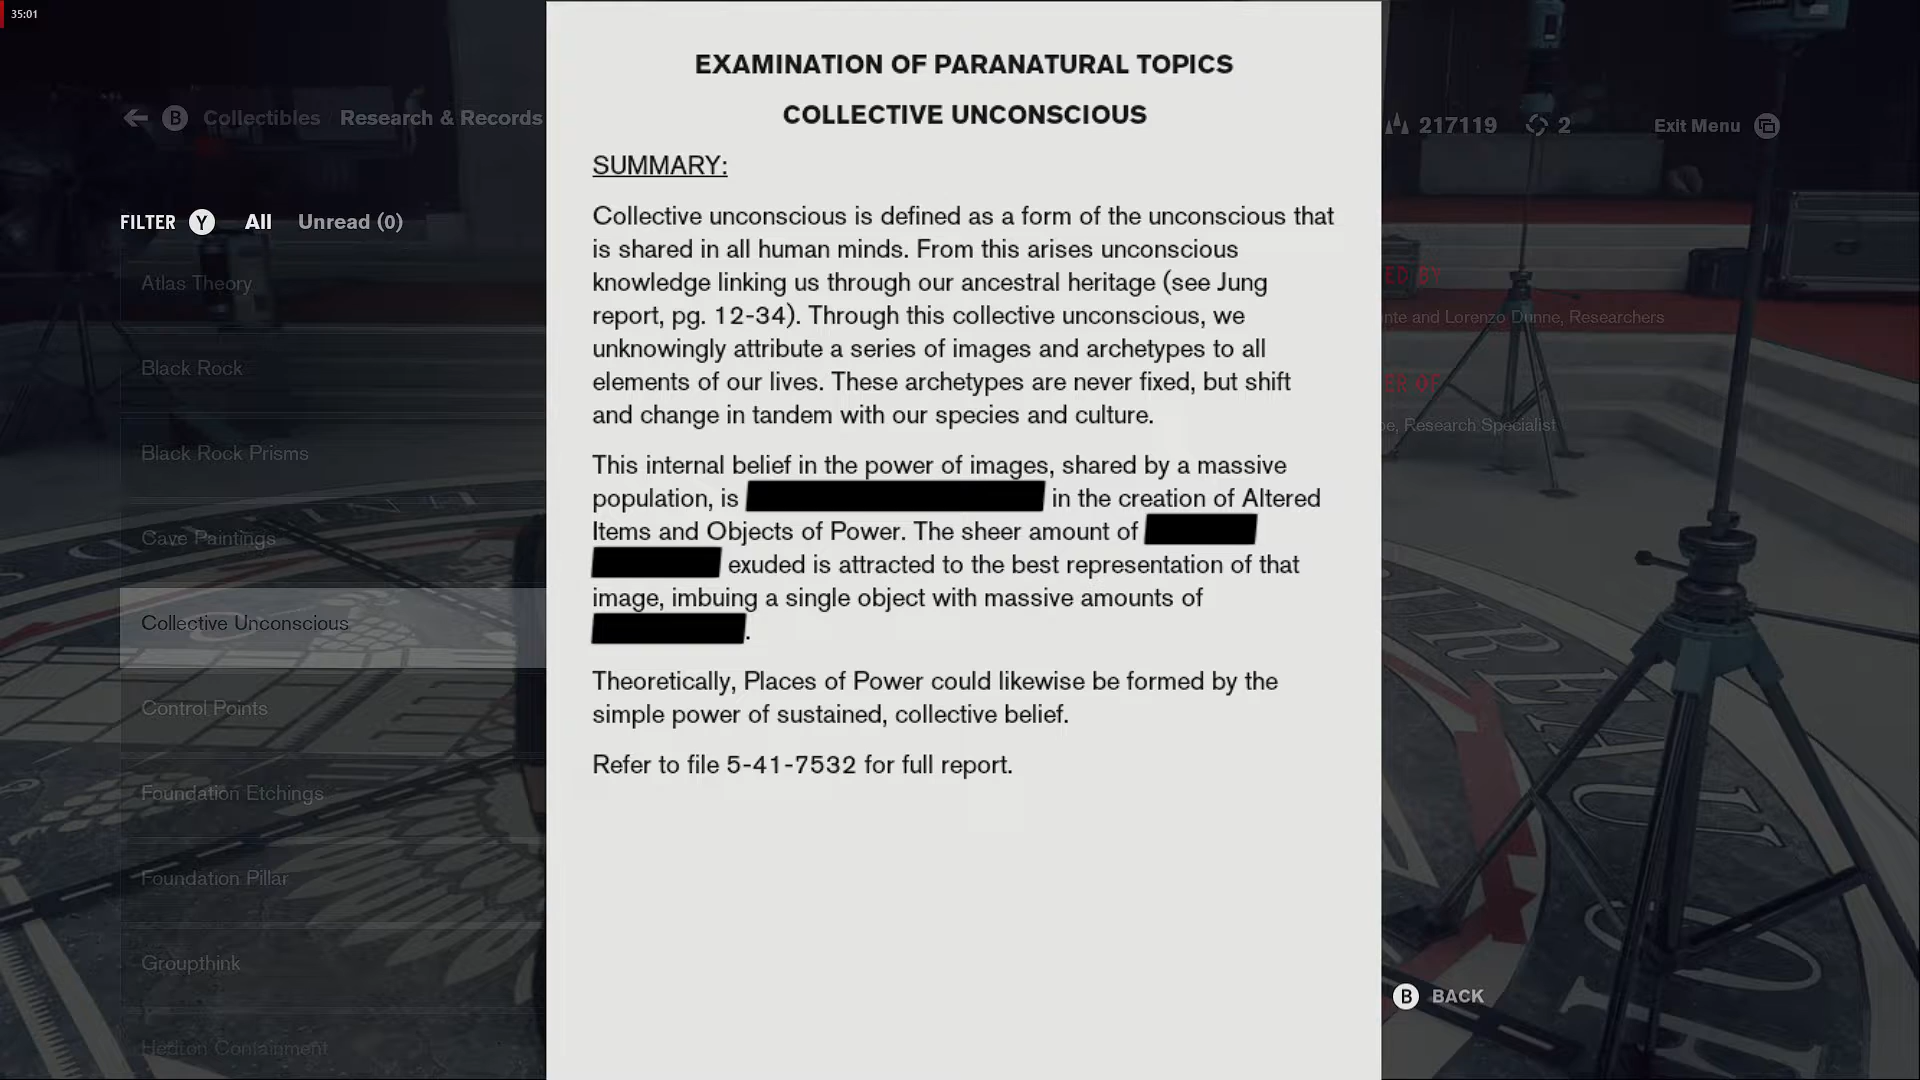 35:01
EXAMINATION OF PARANATURAL TOPICS
COLLECTIVE UNCONSCIOUS
B Collectibles / Research & Records
217119
2
Exit Menu
SUMMARY:
FILTER Y All Unread (0)
Collective unconscious is defined as a form of the unconscious that
is shared in all human minds. From this arises unconscious
knowledge linking us through our ancestral heritage (see Jung
report, pg. 12-34). Through this collective unconscious, we
unknowingly attribute a series of images and archetypes to all
elements of our lives. These archetypes are never fixed, but shift
and change in tandem with our species and culture.
This internal belief in the power of images, shared by a massive
population, is in the creation of Altered
Items and Objects of Power. The sheer amount of
exuded is attracted to the best representation of that
image, imbuing a single object with massive amounts of
.
Theoretically, Places of Power could likewise be formed by the
simple power of sustained, collective belief.
Refer to file 5-41-7532 for full report.
Atlas Theory
Black Rock
Black Rock Prisms
Cave Paintings
Collective Unconscious
Control Points
Foundation Etchings
Foundation Pillar
Groupthink
Hedron Containment
ED BY
nte and Lorenzo Dunne, Researchers
ER OF
pe, Research Specialist
B BACK